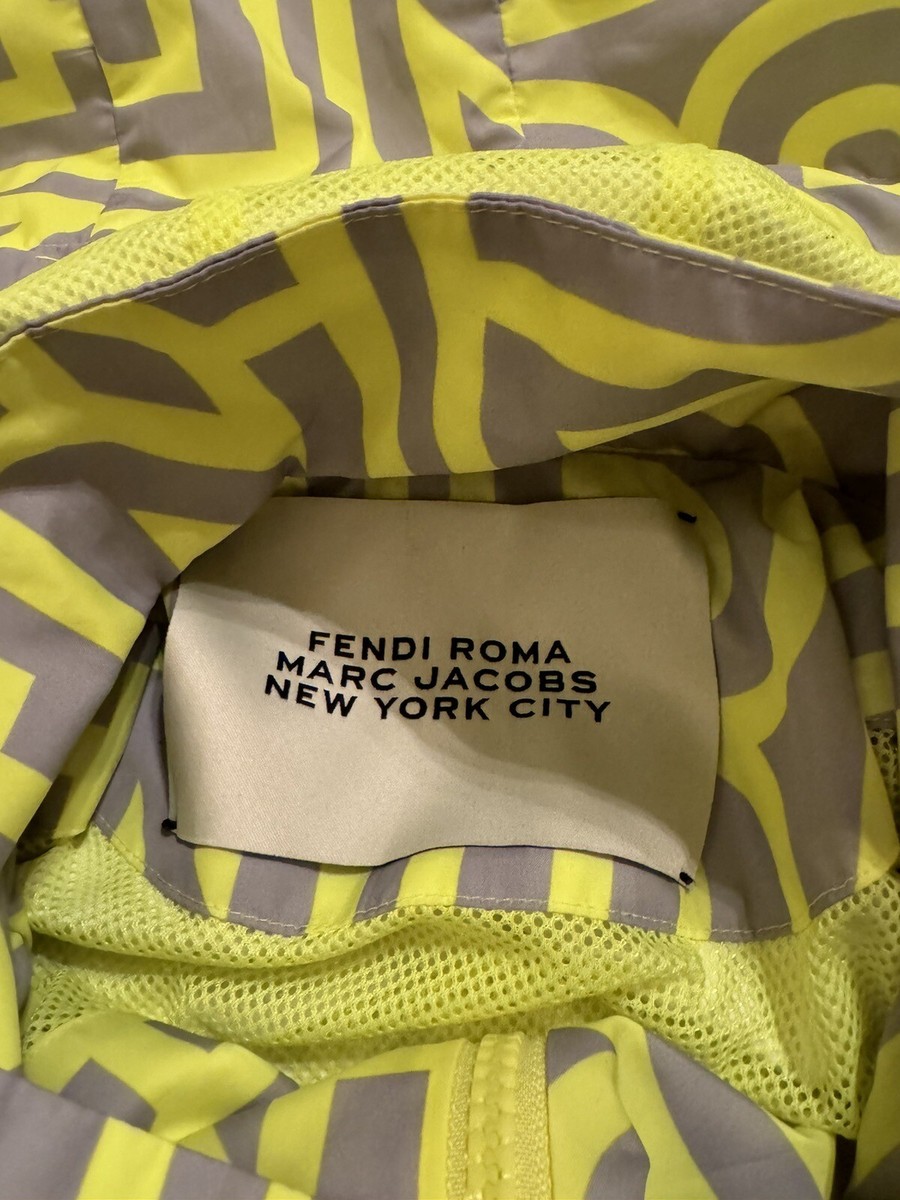 FENDI ROMA
MARC JACOBS
NEW YORK CITY